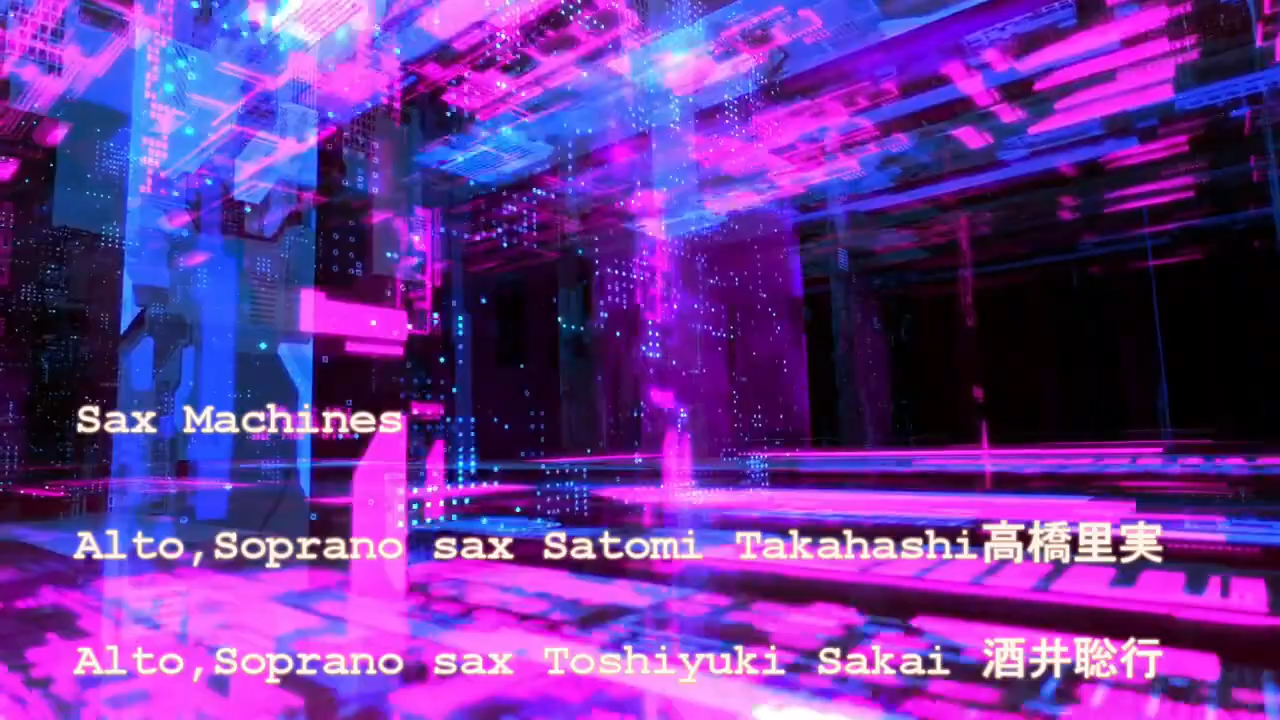 Sax Machines
Alto,Soprano sax Satomi Takahashi高橋里実
Alto,Soprano sax Toshiyuki Sakai 酒井聡行